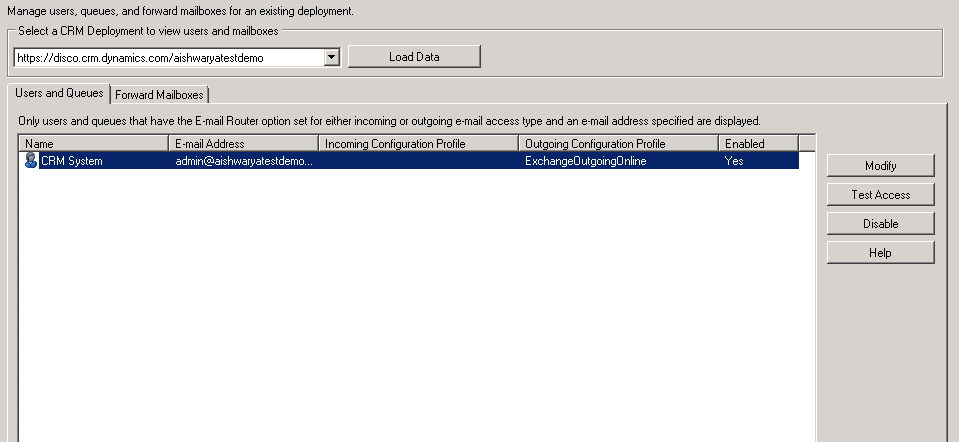 Manage users, queues, and forward mailboxes for an existing deployment.
Select a CRM Deployment to view users and mailboxes
https://disco.crm.dynamics.com/aishwaryatestdemo
Load Data
Users and Queues
Forward Mailboxes
Only users and queues that have the E-mail Router option set for either incoming or outgoing e-mail access type and an e-mail address specified are displayed.
Name E-mail Address Incoming Configuration Profile Outgoing Configuration Profile Enabled
CRM System admin@aishwaryatestdemo... ExchangeOutgoingOnline Yes
Modify
Test Access
Disable
Help